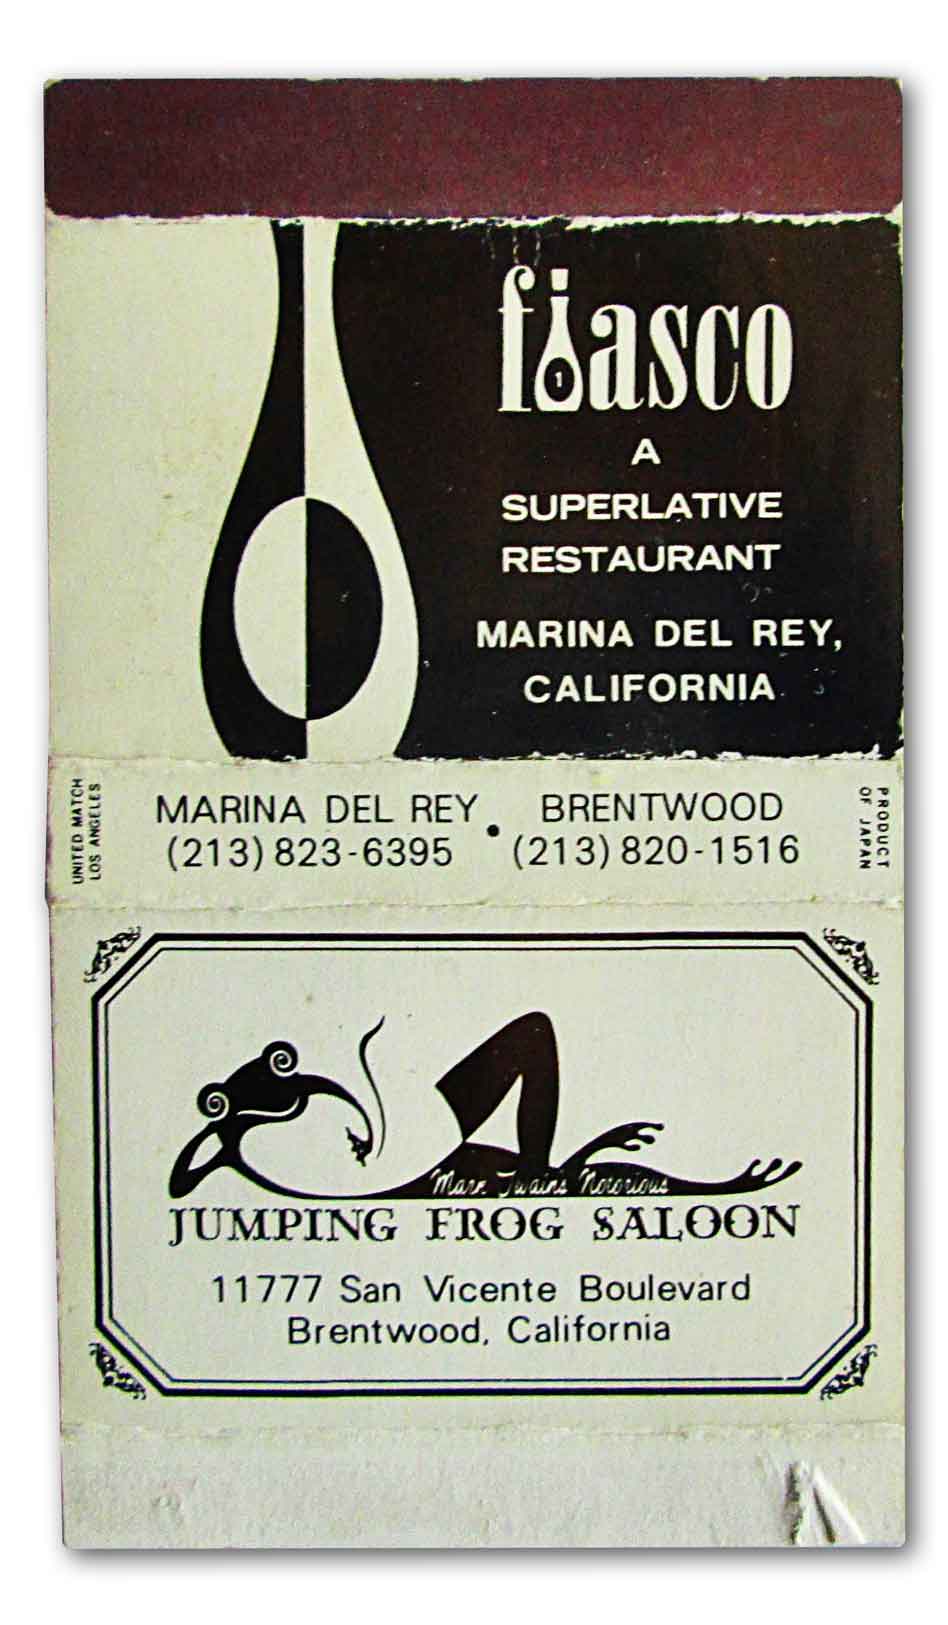 fiasco
1
A
SUPERLATIVE
RESTAURANT
MARINA DEL REY,
CALIFORNIA
UNITED MATCH
LOS ANGELES
MARINA DEL REY • BRENTWOOD
(213) 823-6395 (213) 820-1516
PRODUCT
OF JAPAN
Mark Twain's Notorious
JUMPING FROG SALOON
11777 San Vicente Boulevard
Brentwood, California